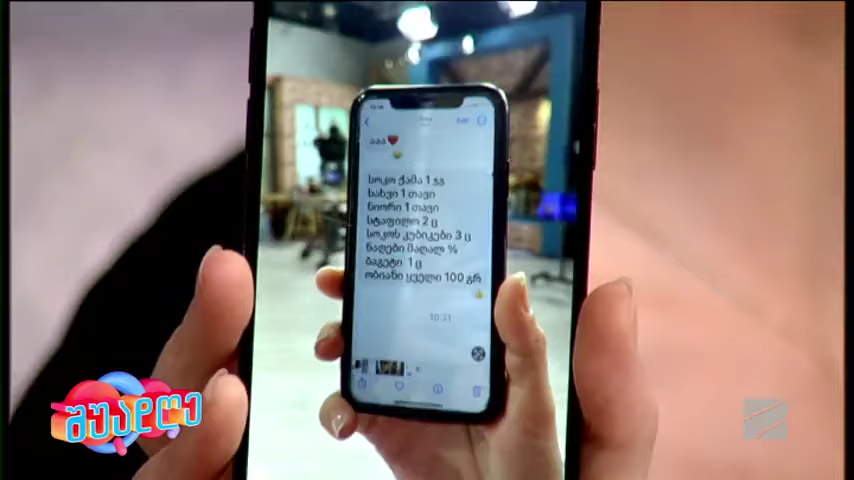 სოკო ქამა 1 კგ
ხახვი 1 თავი
ნიორი 1 თავი
სტაფილო 2 ც
სოკოს კუბიკები 3 ც
ნაღები მაღალ %
ბაგეტი 1 ც
ობიანი ყველი 100 გრ
10:31
შუადღე